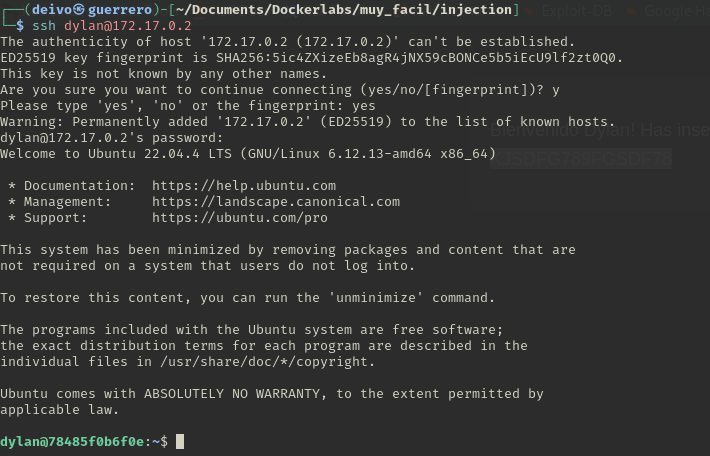 Exploit-DB Google H
┌──(deivo㉿guerrero)-[~/Documents/Dockerlabs/muy_facil/injection]
└─$ ssh dylan@172.17.0.2
The authenticity of host '172.17.0.2 (172.17.0.2)' can't be established.
ED25519 key fingerprint is SHA256:5ic4ZXizeEb8agR4jNX59cBONCe5b5iEcU9lf2zt0Q0.
This key is not known by any other names.
Are you sure you want to continue connecting (yes/no/[fingerprint])? y
Please type 'yes', 'no' or the fingerprint: yes
Warning: Permanently added '172.17.0.2' (ED25519) to the list of known hosts.
Bienvenido Dylan! Has inse
dylan@172.17.0.2's password:
Welcome to Ubuntu 22.04.4 LTS (GNU/Linux 6.12.13-amd64 x86_64)

 * Documentation:  https://help.ubuntu.com
 * Management:     https://landscape.canonical.com
 * Support:        https://ubuntu.com/pro

This system has been minimized by removing packages and content that are
not required on a system that users do not log into.

To restore this content, you can run the 'unminimize' command.

The programs included with the Ubuntu system are free software;
the exact distribution terms for each program are described in the
individual files in /usr/share/doc/*/copyright.

Ubuntu comes with ABSOLUTELY NO WARRANTY, to the extent permitted by
applicable law.

dylan@78485f0b6f0e:~$